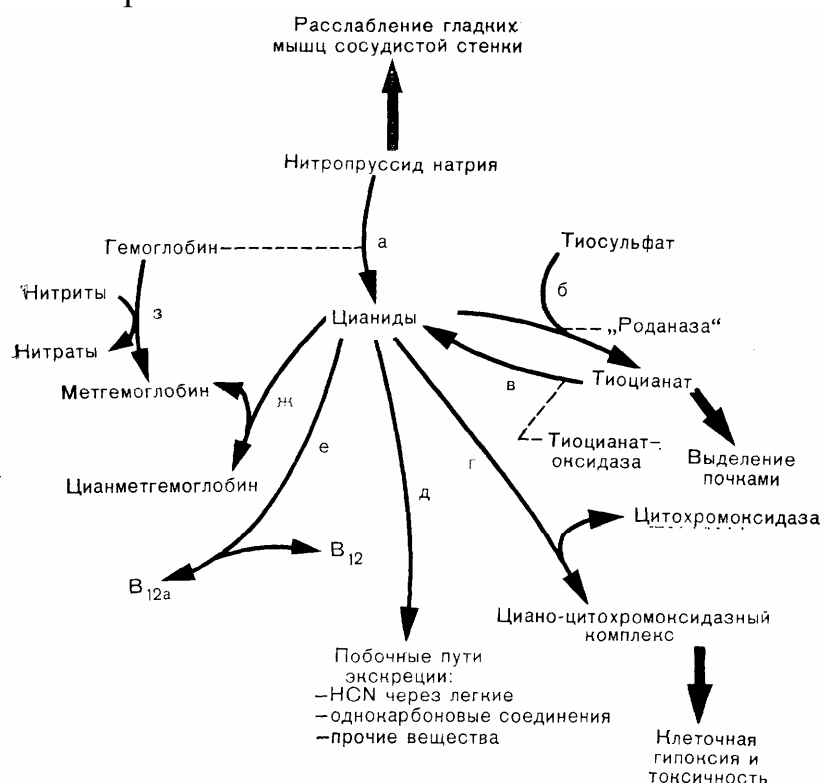 Расслабление гладких
мышц сосудистой стенки
Нитропруссид натрия
а
Гемоглобин
Тиосульфат
б
Нитриты
з
Цианиды
„Роданаза“
Нитраты
Метгемоглобин
ж
в
Тиоцианат
е
г
Тиоцианат-
оксидаза
Выделение
почками
Цианметгемоглобин
д
Цитохромоксидаза
B12
B12а
Циано-цитохромоксидазный
комплекс
Побочные пути
экскреции:
—HCN через легкие
—однокарбоновые соединения
—прочие вещества
Клеточная
гипоксия и
токсичность